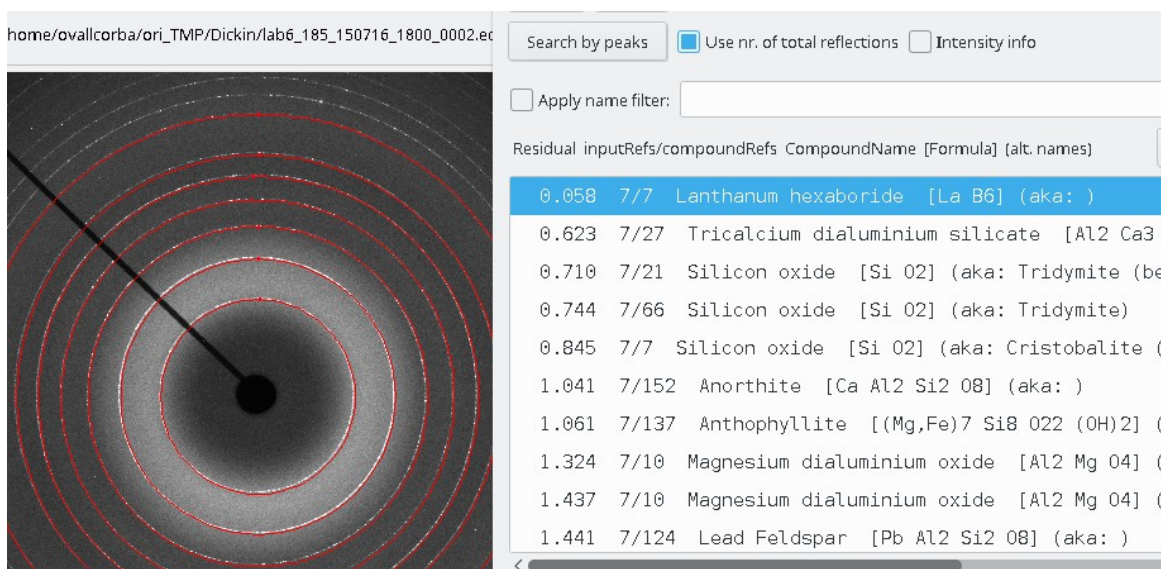 home/ovallcorba/ori_TMP/Dickin/lab6_185_150716_1800_0002.ed
Search by peaks Use nr. of total reflections Intensity info
Apply name filter:
Residual inputRefs/compoundRefs CompoundName [Formula] (alt. names)
0.058 7/7 Lanthanum hexaboride [La B6] (aka: )
0.623 7/27 Tricalcium dialuminium silicate [Al2 Ca3
0.710 7/21 Silicon oxide [Si O2] (aka: Tridymite (be
0.744 7/66 Silicon oxide [Si O2] (aka: Tridymite)
0.845 7/7 Silicon oxide [Si O2] (aka: Cristobalite (
1.041 7/152 Anorthite [Ca Al2 Si2 O8] (aka: )
1.061 7/137 Anthophyllite [(Mg,Fe)7 Si8 O22 (OH)2] (
1.324 7/10 Magnesium dialuminium oxide [Al2 Mg O4] (
1.437 7/10 Magnesium dialuminium oxide [Al2 Mg O4] (
1.441 7/124 Lead Feldspar [Pb Al2 Si2 O8] (aka: )